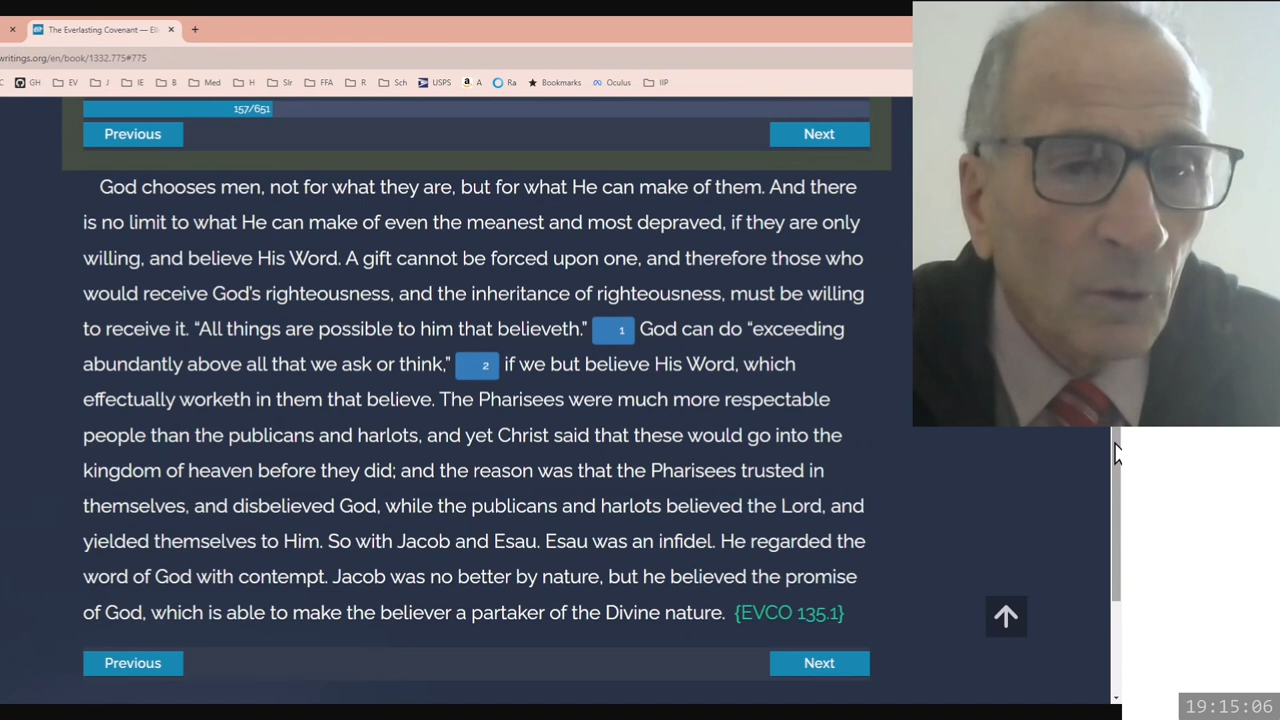 The Everlasting Covenant — Ell
writings.org/en/book/1332.775#775
C GH EV J IE B Med H Sir FFA R Sch USPS A Ra Bookmarks Oculus IIP
157/651
Previous Next
God chooses men, not for what they are, but for what He can make of them. And there
is no limit to what He can make of even the meanest and most depraved, if they are only
willing, and believe His Word. A gift cannot be forced upon one, and therefore those who
would receive God's righteousness, and the inheritance of righteousness, must be willing
to receive it. “All things are possible to him that believeth.” 1 God can do “exceeding
abundantly above all that we ask or think,” 2 if we but believe His Word, which
effectually worketh in them that believe. The Pharisees were much more respectable
people than the publicans and harlots, and yet Christ said that these would go into the
kingdom of heaven before they did; and the reason was that the Pharisees trusted in
themselves, and disbelieved God, while the publicans and harlots believed the Lord, and
yielded themselves to Him. So with Jacob and Esau. Esau was an infidel. He regarded the
word of God with contempt. Jacob was no better by nature, but he believed the promise
of God, which is able to make the believer a partaker of the Divine nature. {EVCO 135.1}
Previous Next
19:15:06